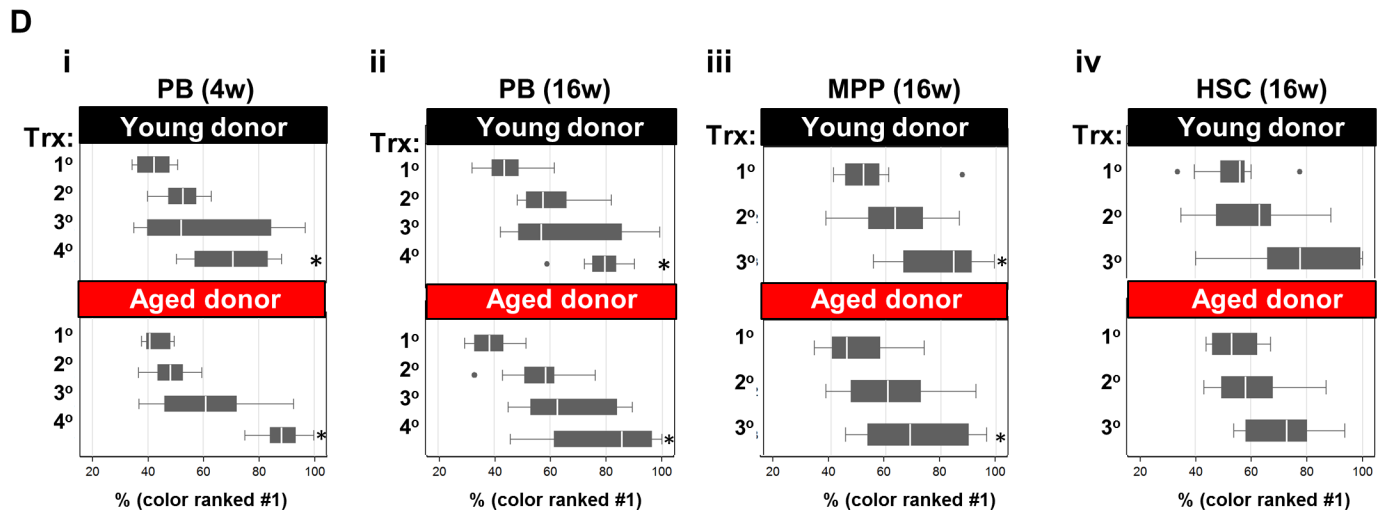 D
i
PB (4w)
Young donor
Trx:
1º
2º
3º
4º
*
Aged donor
1º
2º
3º
4º
*
20 40 60 80 100
% (color ranked #1)
ii
PB (16w)
Young donor
Trx:
1º
2º
3º
4º
*
Aged donor
1º
2º
3º
4º
*
20 40 60 80 100
% (color ranked #1)
iii
MPP (16w)
Young donor
Trx:
1º
2º
3º
*
Aged donor
1º
2º
3º
*
20 40 60 80 100
% (color ranked #1)
iv
HSC (16w)
Young donor
Trx:
1º
2º
3º
Aged donor
1º
2º
3º
20 40 60 80 100
% (color ranked #1)